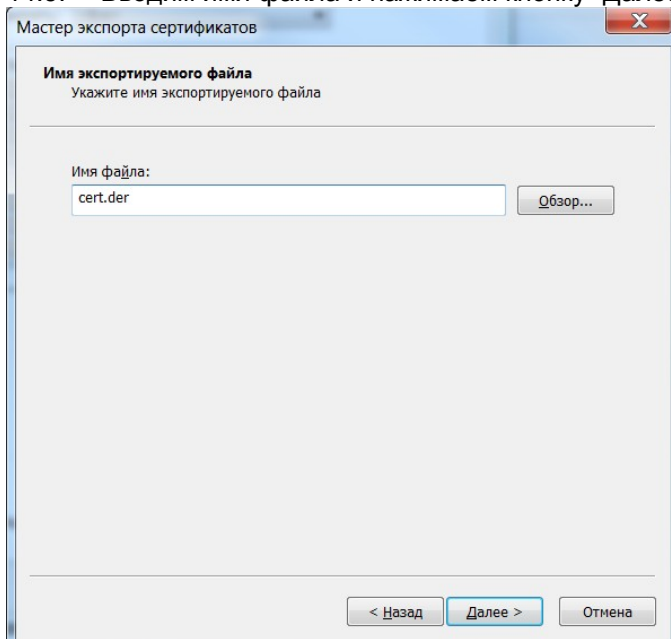 Мастер экспорта сертификатов
Имя экспортируемого файла
Укажите имя экспортируемого файла
Имя файла:
cert.der
Обзор...
< Назад
Далее >
Отмена